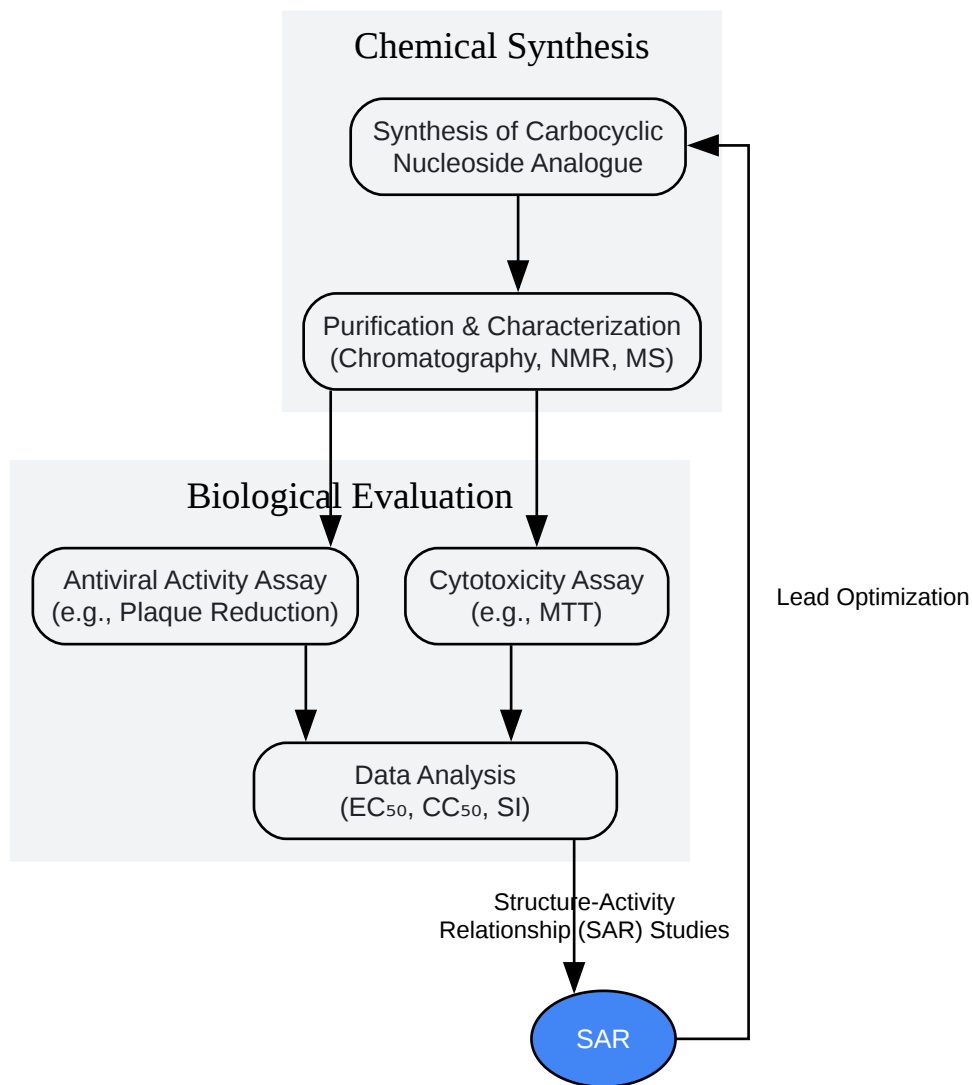 Chemical Synthesis
Synthesis of Carbocyclic
Nucleoside Analogue
Purification & Characterization
(Chromatography, NMR, MS)
Biological Evaluation
Antiviral Activity Assay
(e.g., Plaque Reduction)
Cytotoxicity Assay
(e.g., MTT)
Lead Optimization
Data Analysis
(EC₅₀, CC₅₀, SI)
Structure-Activity
Relationship (SAR) Studies
SAR